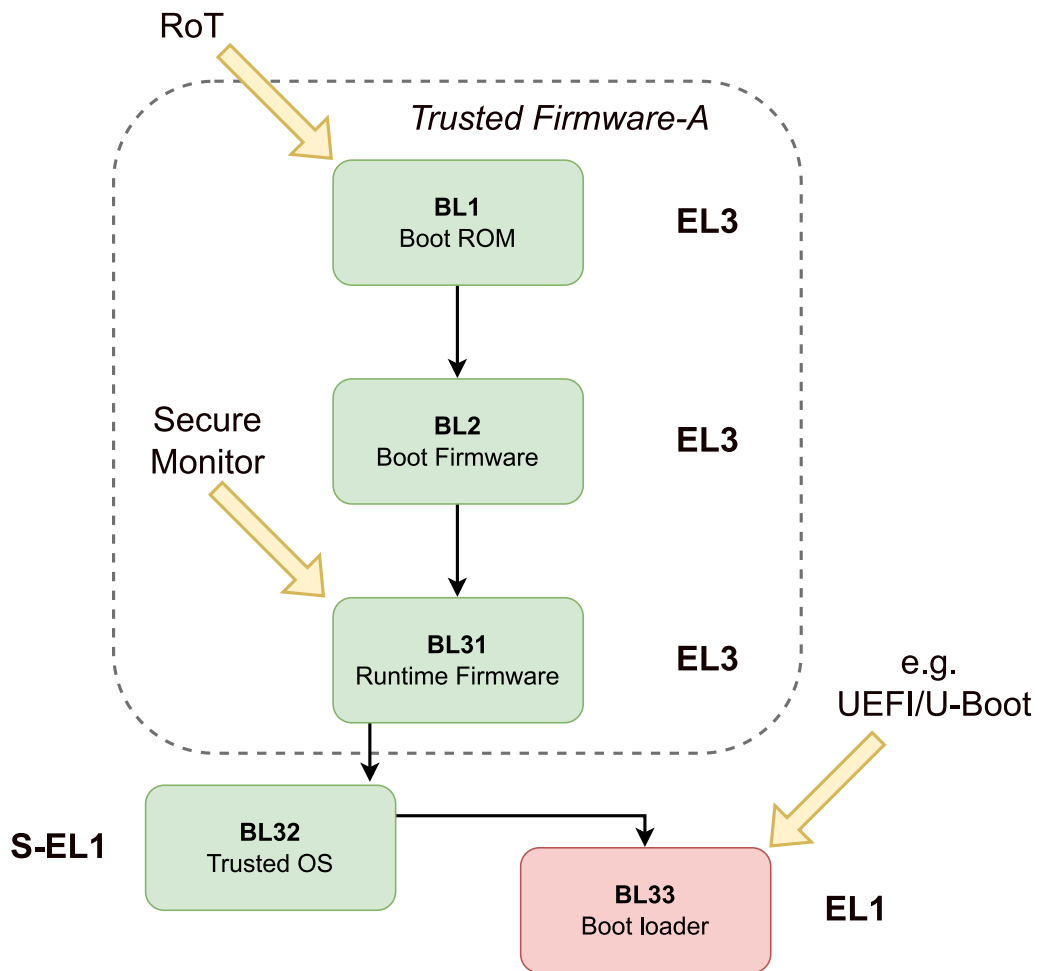 RoT
Trusted Firmware-A
BL1
Boot ROM
EL3
BL2
Boot Firmware
EL3
Secure
Monitor
BL31
Runtime Firmware
EL3
e.g.
UEFI/U-Boot
S-EL1
BL32
Trusted OS
BL33
Boot loader
EL1